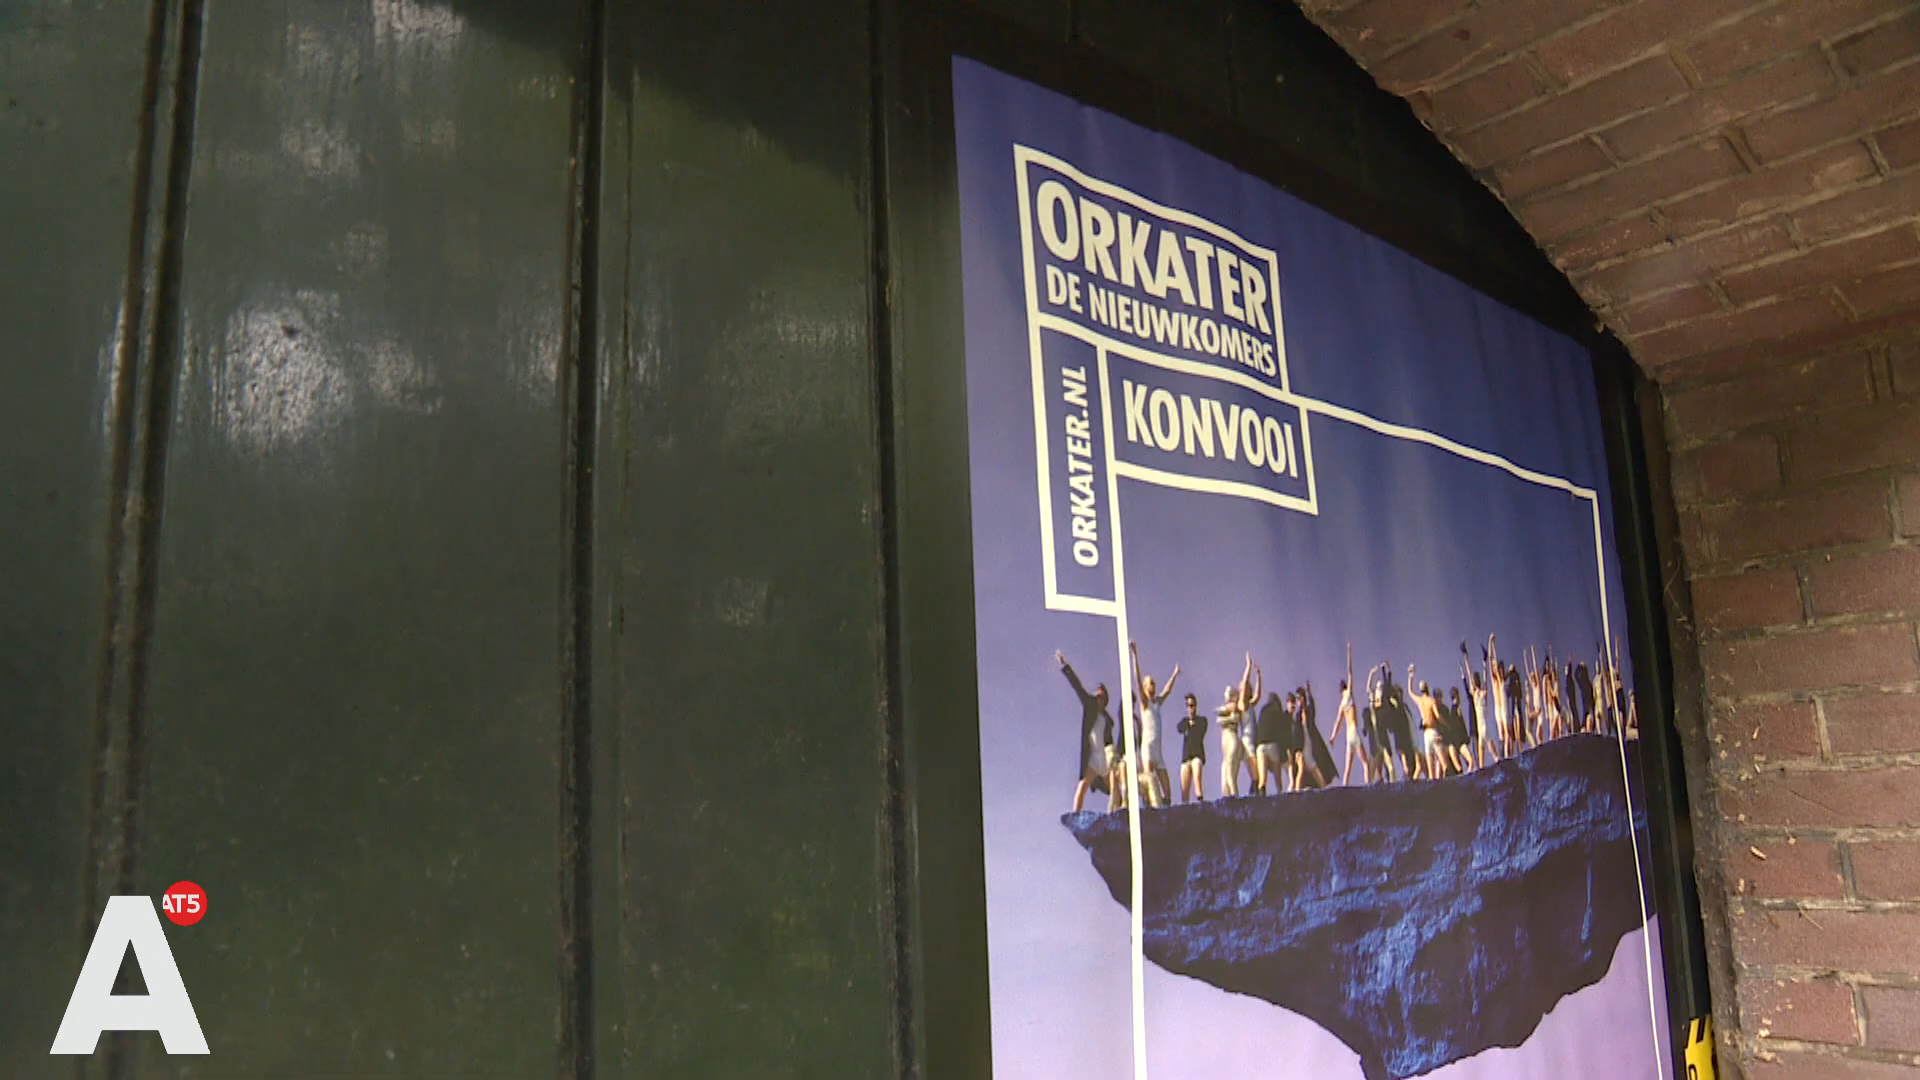 ORKATER
DE NIEUWKOMERS
ORKATER.NL
KONVOOI
A
AT5